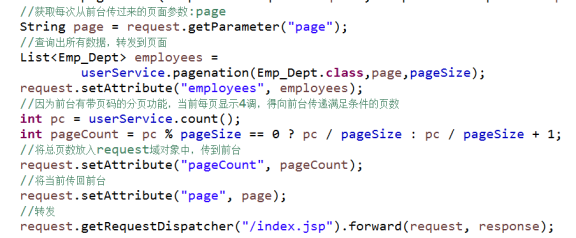 //获取每次从前台传过来的页面参数:page
String page = request.getParameter("page");
//查询出所有数据，转发到页面
List<Emp_Dept> employees =
userService.pagenation(Emp_Dept.class,page,pageSize);
request.setAttribute("employees", employees);
//因为前台有带页码的分页功能，当前每页显示4调，得向前台传递满足条件的页数
int pc = userService.count();
int pageCount = pc % pageSize == 0 ? pc / pageSize : pc / pageSize + 1;
//将总页数放入request域对象中，传到前台
request.setAttribute("pageCount", pageCount);
//将当前传回前台
request.setAttribute("page", page);
//转发
request.getRequestDispatcher("/index.jsp").forward(request, response);